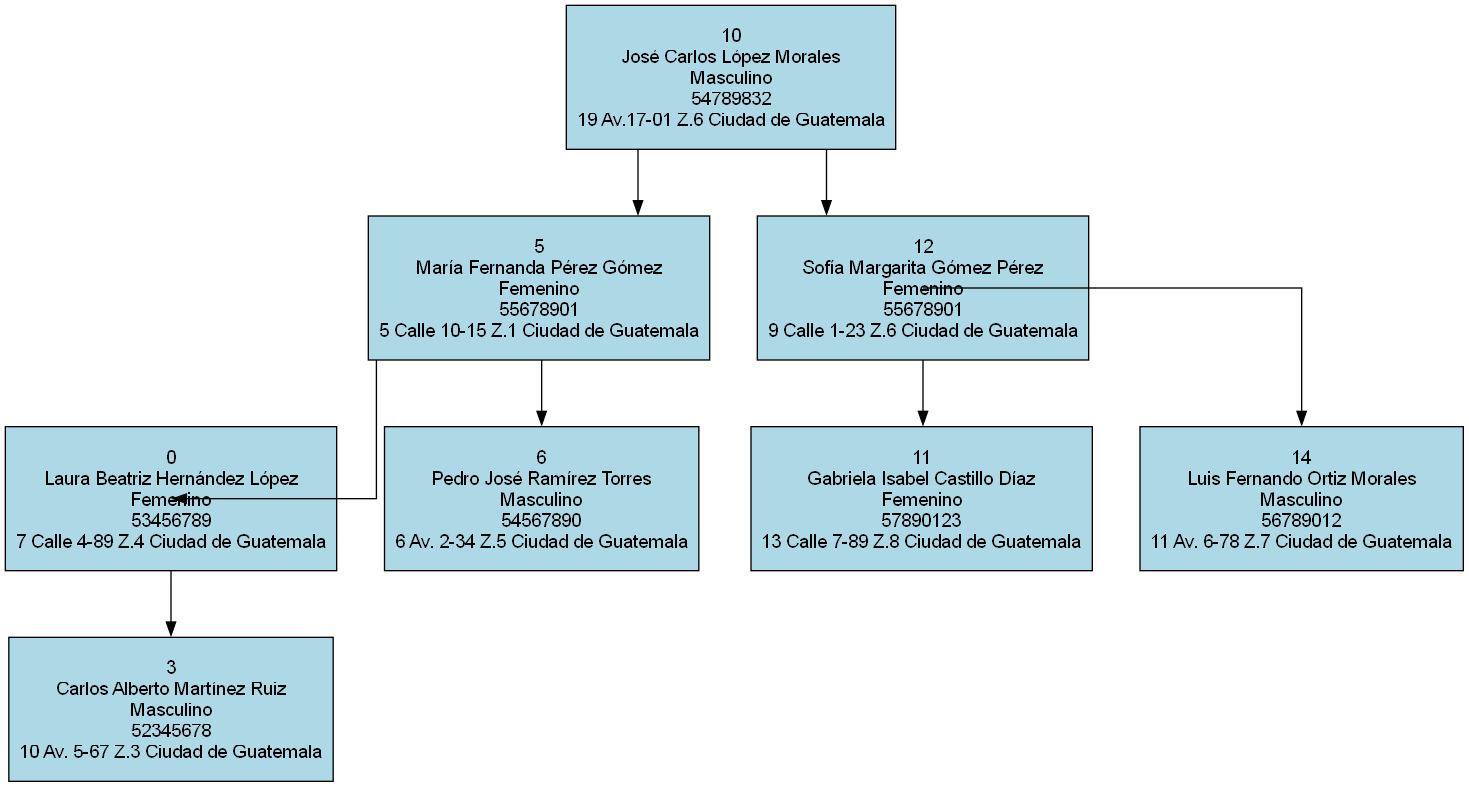 10
José Carlos López Morales
Masculino
54789832
19 Av.17-01 Z.6 Ciudad de Guatemala
5
María Fernanda Pérez Gómez
Femenino
55678901
5 Calle 10-15 Z.1 Ciudad de Guatemala
12
Sofía Margarita Gómez Pérez
Femenino
55678901
9 Calle 1-23 Z.6 Ciudad de Guatemala
0
Laura Beatriz Hernández López
Femenino
53456789
7 Calle 4-89 Z.4 Ciudad de Guatemala
6
Pedro José Ramírez Torres
Masculino
54567890
6 Av. 2-34 Z.5 Ciudad de Guatemala
11
Gabriela Isabel Castillo Díaz
Femenino
57890123
13 Calle 7-89 Z.8 Ciudad de Guatemala
14
Luis Fernando Ortiz Morales
Masculino
56789012
11 Av. 6-78 Z.7 Ciudad de Guatemala
3
Carlos Alberto Martínez Ruiz
Masculino
52345678
10 Av. 5-67 Z.3 Ciudad de Guatemala